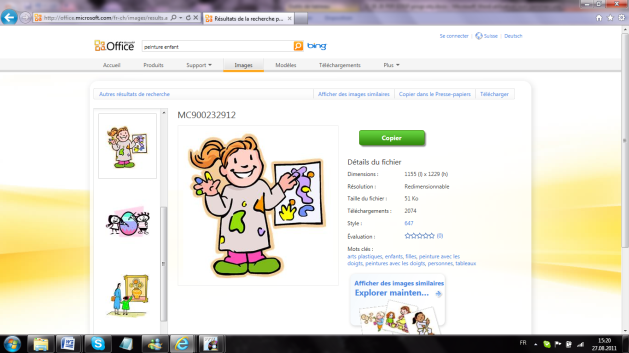 http://office.microsoft.com/fr-ch/images/results.a
Résultats de la recherche p...
Se connecter | Suisse | Deutsch
Office
peinture enfant
bing
Accueil Produits Support Images Modèles Téléchargements Plus
Autres résultats de recherche
Afficher des images similaires | Copier dans le Presse-papiers | Télécharger
MC900232912
Copier
Détails du fichier
Dimensions : 1155 (l) x 1229 (h)
Résolution : Redimensionnable
Taille du fichier : 51 Ko
Téléchargements : 2074
Style : 647
Évaluation : (0)
Mots clés :
arts plastiques, enfants, filles, peinture avec les
doigts, peintures avec les doigts, personnes, tableaux
Afficher des images similaires
Explorer mainten...
FR
15:20
27.08.2011